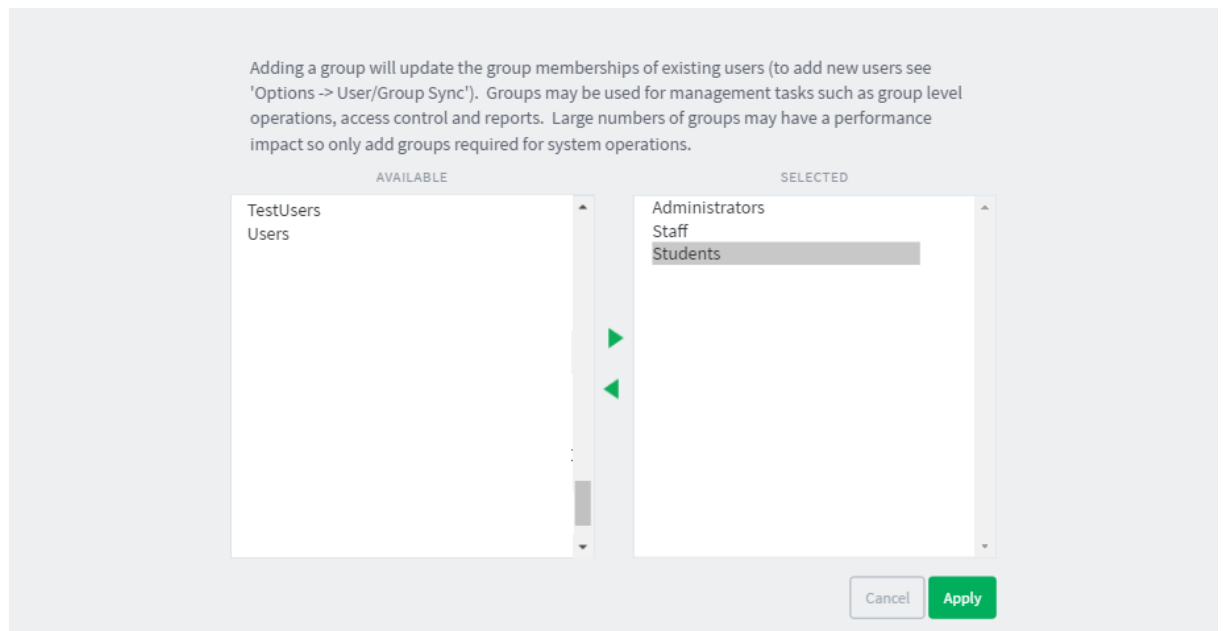 Adding a group will update the group memberships of existing users (to add new users see
'Options -> User/Group Sync'). Groups may be used for management tasks such as group level
operations, access control and reports. Large numbers of groups may have a performance
impact so only add groups required for system operations.
AVAILABLE
TestUsers
Users
SELECTED
Administrators
Staff
Students
Cancel
Apply